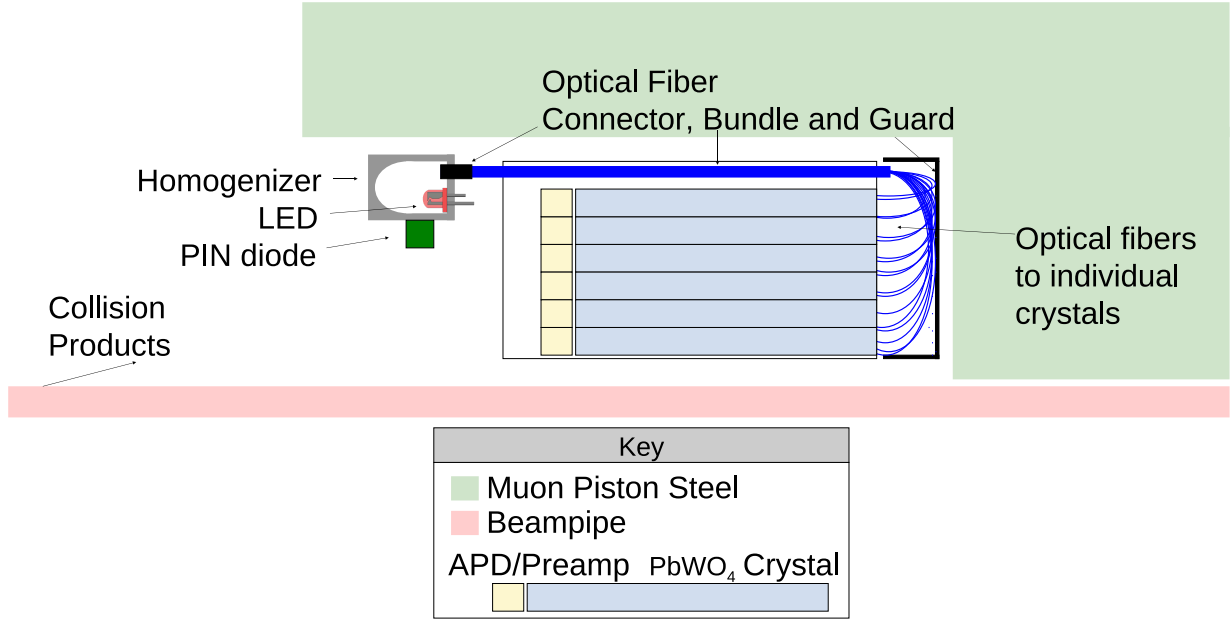 Optical Fiber
Connector, Bundle and Guard
Homogenizer
LED
PIN diode
Optical fibers
to individual
crystals
Collision
Products
Key
Muon Piston Steel
Beampipe
APD/Preamp PbWO₄ Crystal